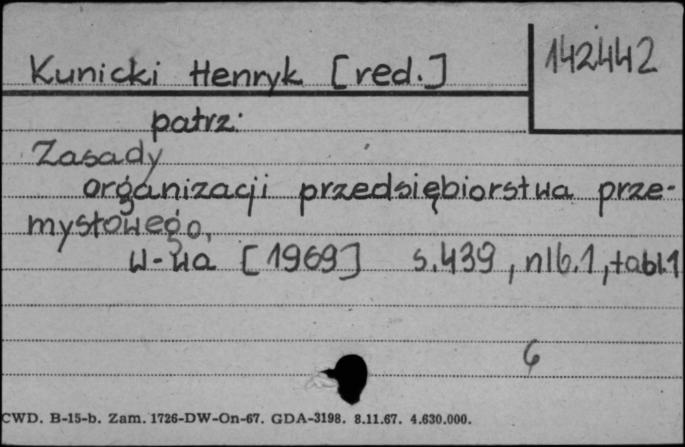 142442
Kunicki Henryk [red.]
patrz:
Zasady
organizacji przedsiębiorstwa prze-
mysłowego,
W-wa [1969] s.439, nlb.1, tabl.1
6
CWD. B-15-b. Zam. 1726-DW-On-67. GDA-3198. 8.11.67. 4.630.000.